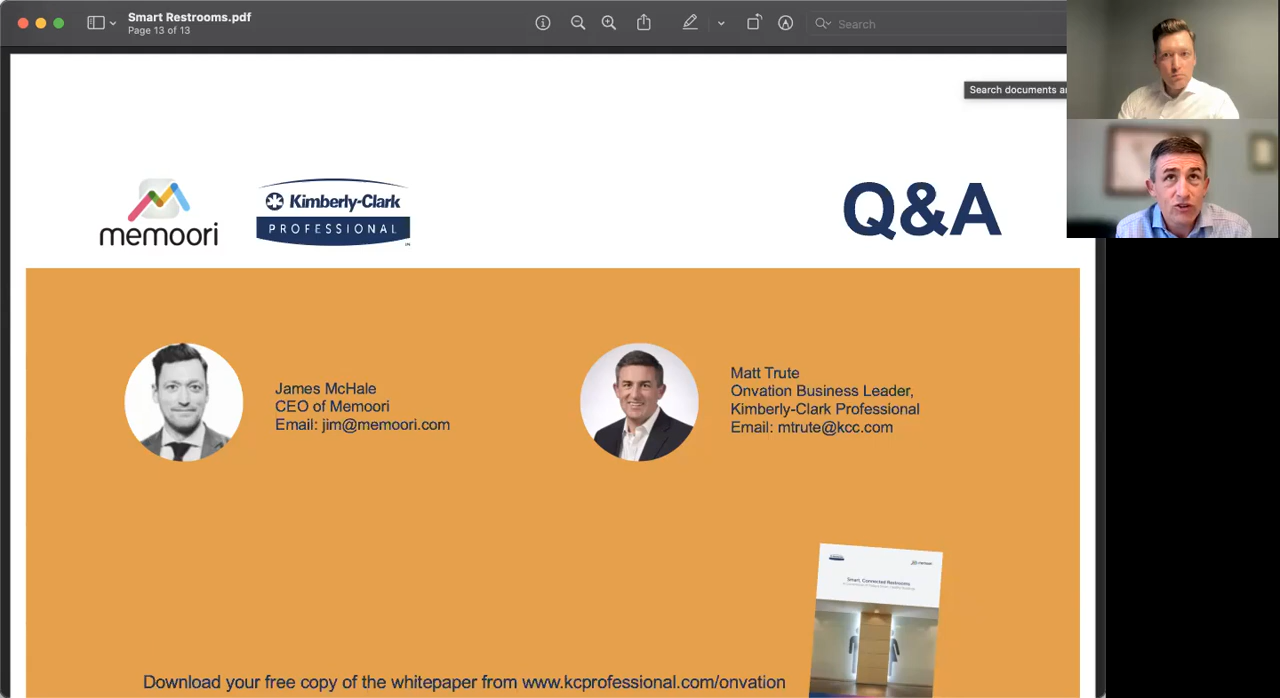 Smart Restrooms.pdf
Page 13 of 13
Search
Search documents
memoori
Kimberly-Clark
PROFESSIONAL
Q&A
James McHale
CEO of Memoori
Email: jim@memoori.com
Matt Trute
Onvation Business Leader,
Kimberly-Clark Professional
Email: mtrute@kcc.com
Smart, Connected Restrooms
Download your free copy of the whitepaper from www.kcprofessional.com/onvation